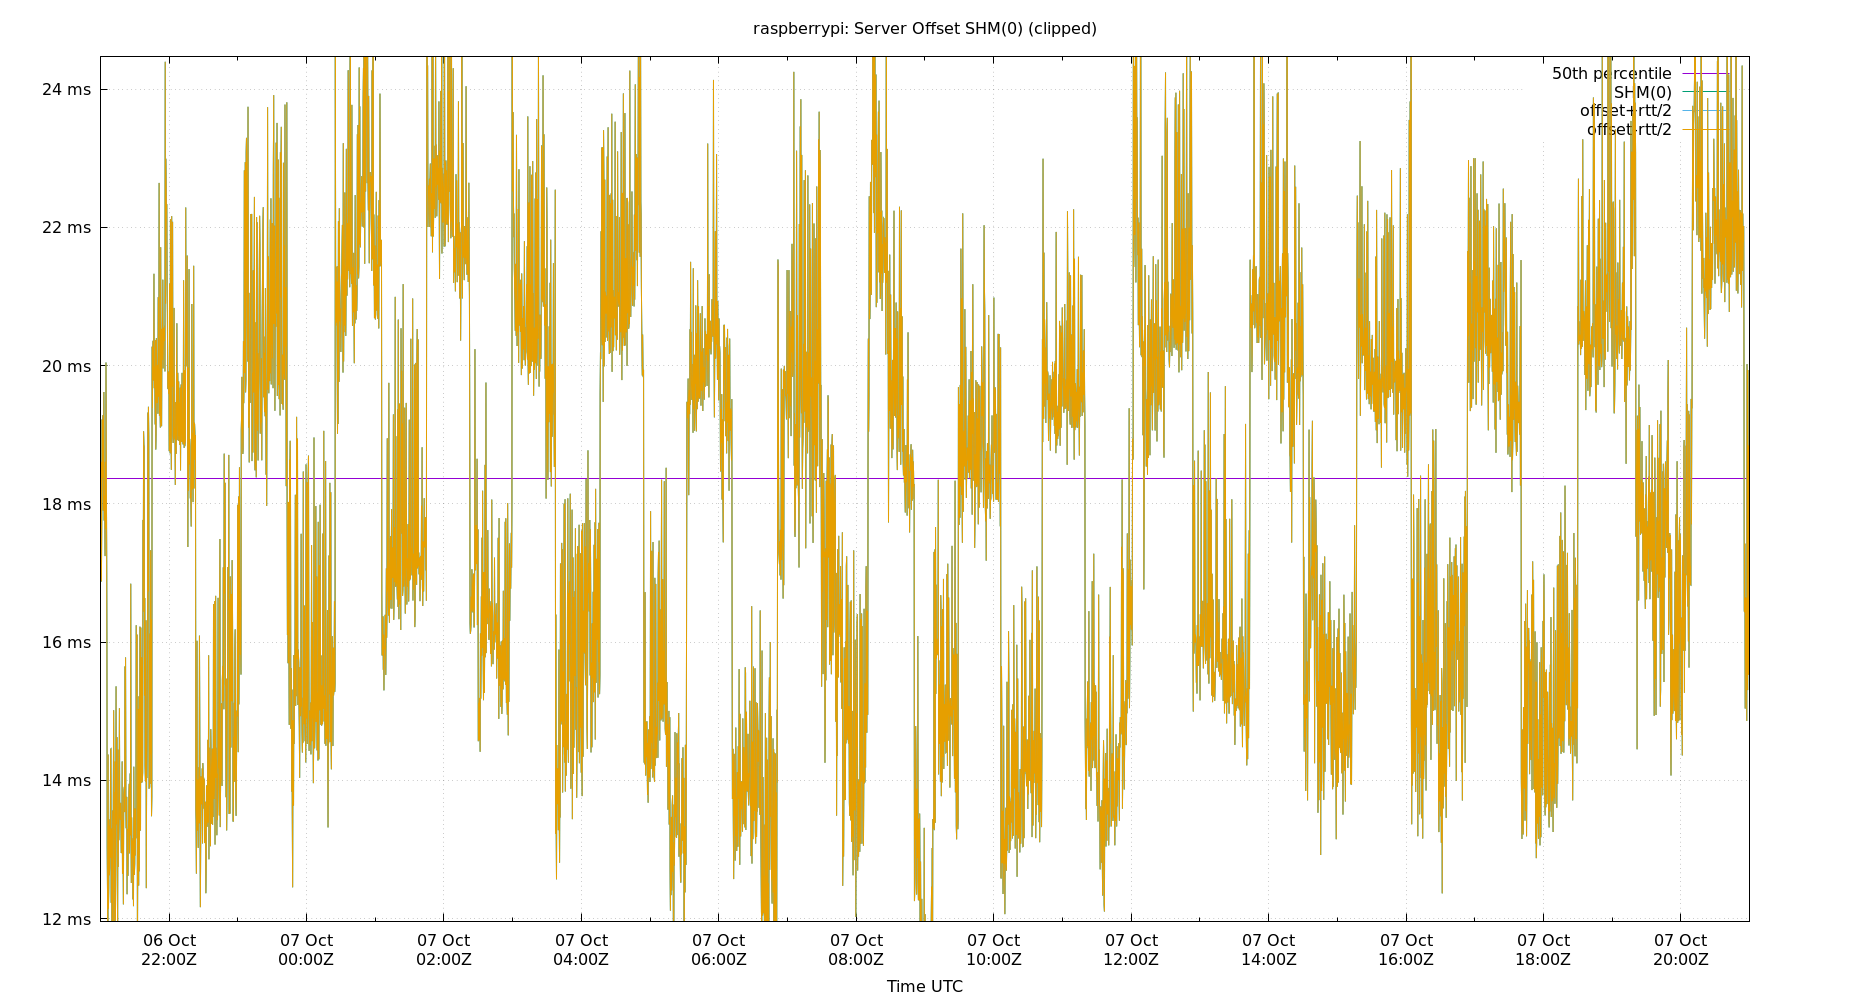 raspberrypi: Server Offset SHM(0) (clipped)
50th percentile
SHM(0)
offset+rtt/2
offset-rtt/2
24 ms
22 ms
20 ms
18 ms
16 ms
14 ms
12 ms
06 Oct 07 Oct 07 Oct 07 Oct 07 Oct 07 Oct 07 Oct 07 Oct 07 Oct 07 Oct 07 Oct 07 Oct
22:00Z 00:00Z 02:00Z 04:00Z 06:00Z 08:00Z 10:00Z 12:00Z 14:00Z 16:00Z 18:00Z 20:00Z
Time UTC